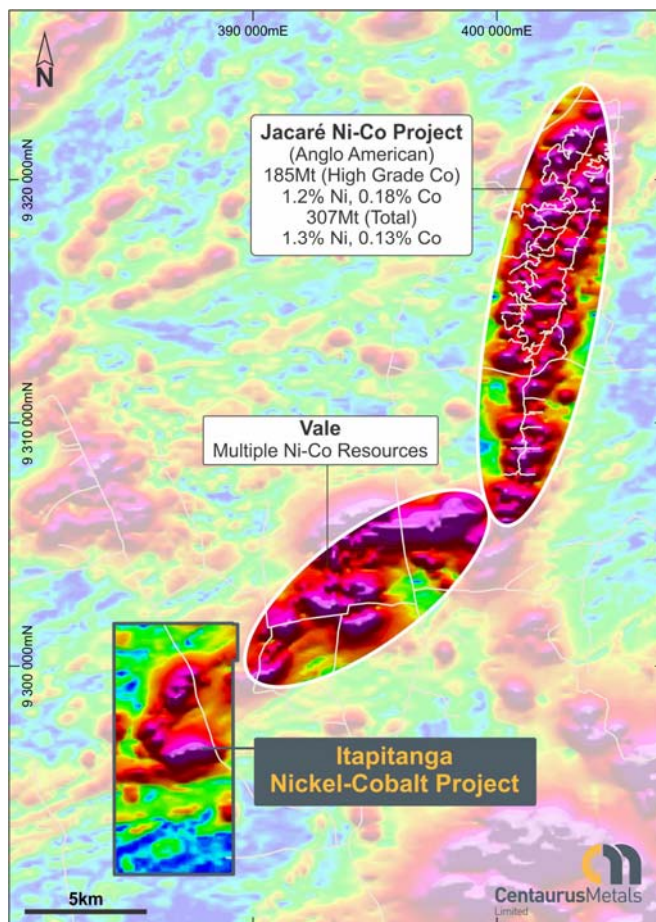 390 000mE
400 000mE
N
9 320 000mN
Jacaré Ni-Co Project
(Anglo American)
185Mt (High Grade Co)
1.2% Ni, 0.18% Co
307Mt (Total)
1.3% Ni, 0.13% Co
9 310 000mN
Vale
Multiple Ni-Co Resources
9 300 000mN
Itapitanga
Nickel-Cobalt Project
5km
CentaurusMetals
Limited